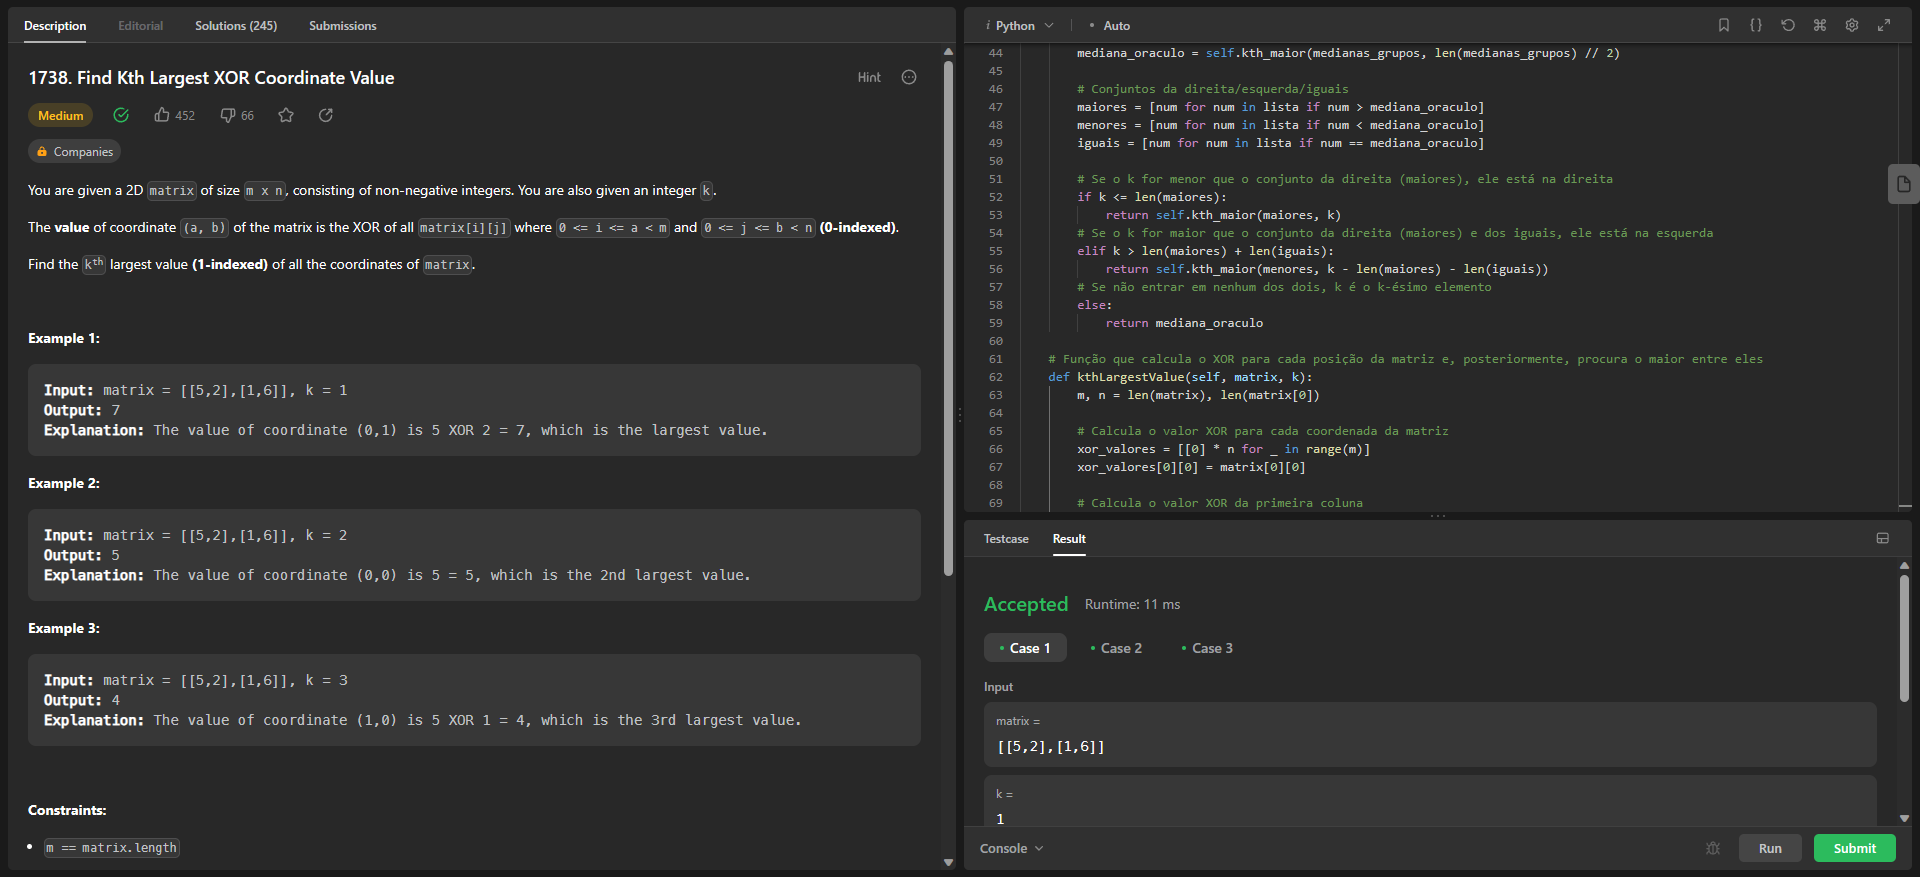 Description
Editorial
Solutions (245)
Submissions
1738. Find Kth Largest XOR Coordinate Value
Hint
Medium
452
66
Companies
You are given a 2D matrix of size m x n, consisting of non-negative integers. You are also given an integer k.
The value of coordinate (a, b) of the matrix is the XOR of all matrix[i][j] where 0 <= i <= a < m and 0 <= j <= b < n (0-indexed).
Find the kth largest value (1-indexed) of all the coordinates of matrix.
Example 1:
Input: matrix = [[5,2],[1,6]], k = 1
Output: 7
Explanation: The value of coordinate (0,1) is 5 XOR 2 = 7, which is the largest value.
Example 2:
Input: matrix = [[5,2],[1,6]], k = 2
Output: 5
Explanation: The value of coordinate (0,0) is 5 = 5, which is the 2nd largest value.
Example 3:
Input: matrix = [[5,2],[1,6]], k = 3
Output: 4
Explanation: The value of coordinate (1,0) is 5 XOR 1 = 4, which is the 3rd largest value.
Constraints:
• m == matrix.length
i Python
• Auto
44 mediana_oraculo = self.kth_maior(medianas_grupos, len(medianas_grupos) // 2)
45
46 # Conjuntos da direita/esquerda/iguais
47 maiores = [num for num in lista if num > mediana_oraculo]
48 menores = [num for num in lista if num < mediana_oraculo]
49 iguais = [num for num in lista if num == mediana_oraculo]
50
51 # Se o k for menor que o conjunto da direita (maiores), ele está na direita
52 if k <= len(maiores):
53 return self.kth_maior(maiores, k)
54 # Se o k for maior que o conjunto da direita (maiores) e dos iguais, ele está na esquerda
55 elif k > len(maiores) + len(iguais):
56 return self.kth_maior(menores, k - len(maiores) - len(iguais))
57 # Se não entrar em nenhum dos dois, k é o k-ésimo elemento
58 else:
59 return mediana_oraculo
60
61 # Função que calcula o XOR para cada posição da matriz e, posteriormente, procura o maior entre eles
62 def kthLargestValue(self, matrix, k):
63 m, n = len(matrix), len(matrix[0])
64
65 # Calcula o valor XOR para cada coordenada da matriz
66 xor_valores = [[0] * n for _ in range(m)]
67 xor_valores[0][0] = matrix[0][0]
68
69 # Calcula o valor XOR da primeira coluna
Testcase
Result
Accepted
Runtime: 11 ms
• Case 1
• Case 2
• Case 3
Input
matrix =
[[5,2],[1,6]]
k =
1
Console
Run
Submit